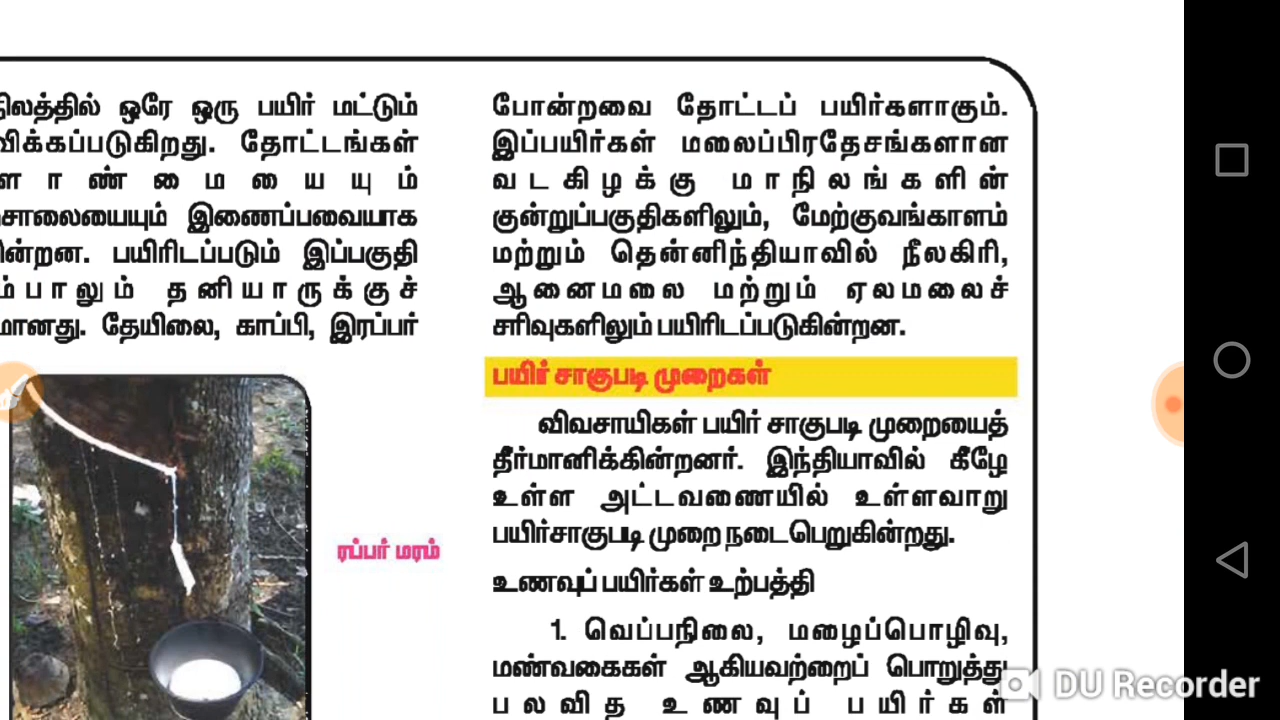 நிலத்தில் ஒரே ஒரு பயிர் மட்டும்
விக்கப்படுகிறது. தோட்டங்கள்
ளாண்மையையும்
சாலையையும் இணைப்பவையாக
ின்றன. பயிரிடப்படும் இப்பகுதி
ம்பாலும் தனியாருக்குச்
மானது. தேயிலை, காப்பி, இரப்பர்
ரப்பர் மரம்
போன்றவை தோட்டப் பயிர்களாகும்.
இப்பயிர்கள் மலைப்பிரதேசங்களான
வடகிழக்கு மாநிலங்களின்
குன்றுப்பகுதிகளிலும், மேற்குவங்காளம்
மற்றும் தென்னிந்தியாவில் நீலகிரி,
ஆனைமலை மற்றும் ஏலமலைச்
சரிவுகளிலும் பயிரிடப்படுகின்றன.
பயிர் சாகுபடி முறைகள்
விவசாயிகள் பயிர் சாகுபடி முறையைத்
தீர்மானிக்கின்றனர். இந்தியாவில் கீழே
உள்ள அட்டவணையில் உள்ளவாறு
பயிர்சாகுபடி முறை நடைபெறுகின்றது.
உணவுப் பயிர்கள் உற்பத்தி
1. வெப்பநிலை, மழைப்பொழிவு,
மண்வகைகள் ஆகியவற்றைப் பொறுத்து
பலவித உணவுப் பயிர்கள்
DU Recorder